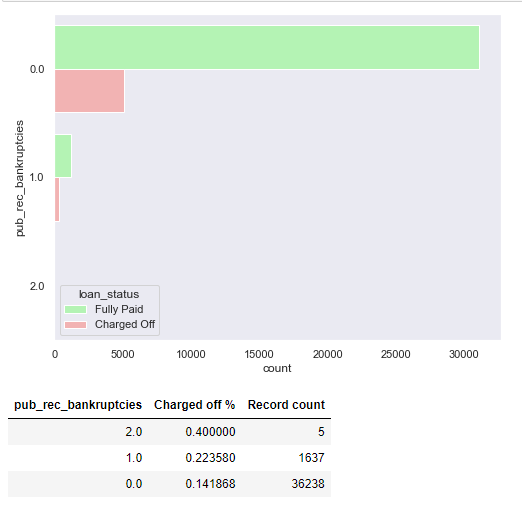 0.0
1.0
2.0
pub_rec_bankruptcies
loan_status
Fully Paid
Charged Off
0 5000 10000 15000 20000 25000 30000
count
pub_rec_bankruptcies Charged off % Record count
2.0 0.400000 5
1.0 0.223580 1637
0.0 0.141868 36238